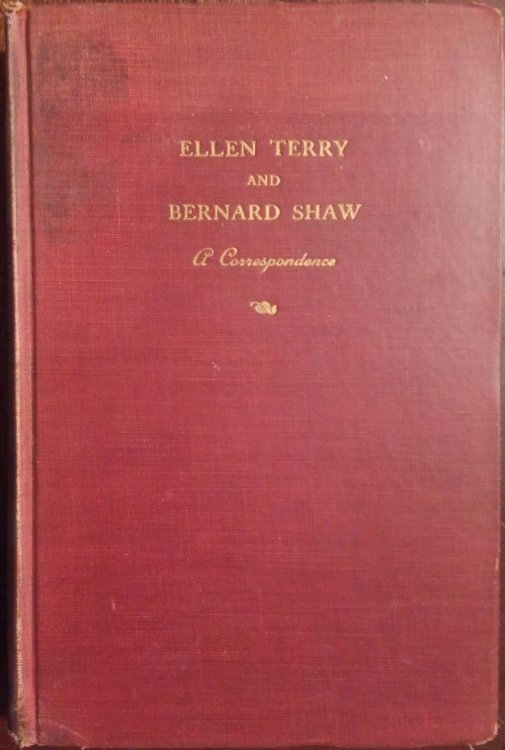 ELLEN TERRY
AND
BERNARD SHAW
A Correspondence